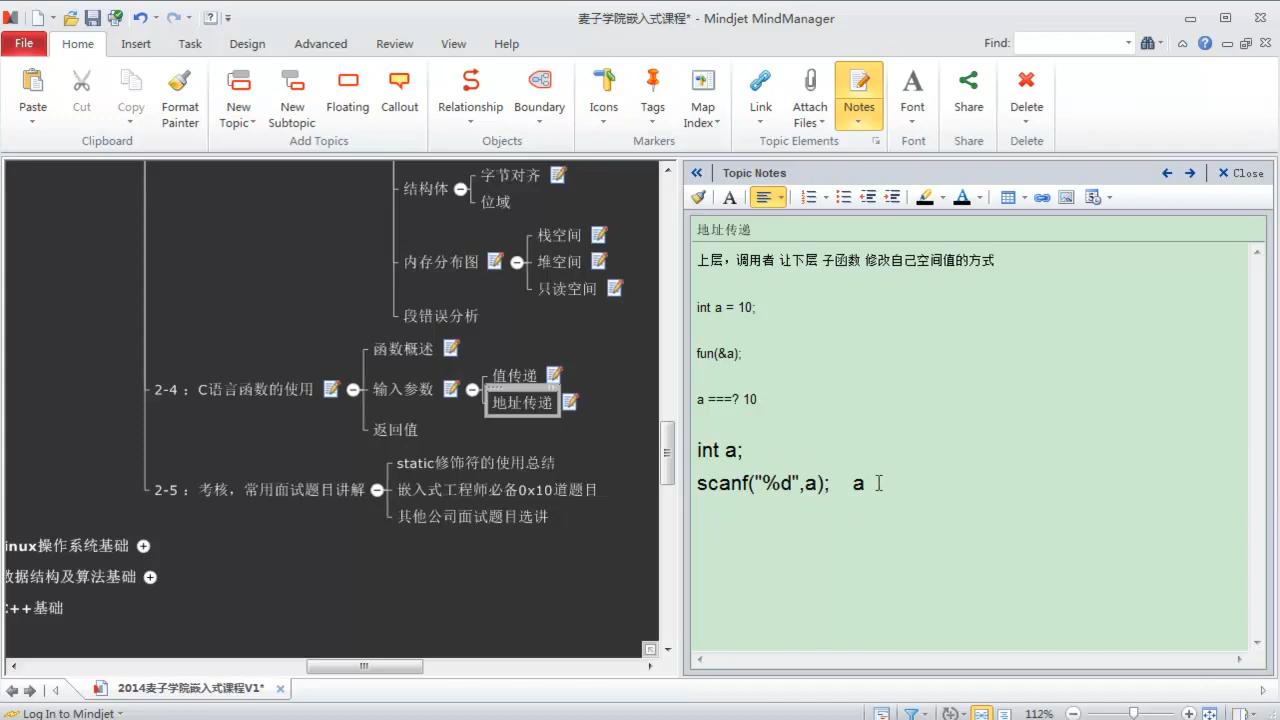 麦子学院嵌入式课程* - Mindjet MindManager
File Home Insert Task Design Advanced Review View Help Find:
Paste Cut Copy Format Painter New Topic New Subtopic Floating Callout Relationship Boundary Icons Tags Map Index Link Attach Files Notes Font Share Delete
Clipboard Add Topics Objects Markers Topic Elements Font Share Delete
结构体
字节对齐
位域
内存分布图
栈空间
堆空间
只读空间
段错误分析
2-4：C语言函数的使用
函数概述
输入参数
值传递
地址传递
返回值
2-5：考核，常用面试题目讲解
static修饰符的使用总结
嵌入式工程师必备0x10道题目
其他公司面试题目选讲
inux操作系统基础
数据结构及算法基础
C++基础
Topic Notes Close
地址传递
上层，调用者 让下层 子函数 修改自己空间值的方式
int a = 10;
fun(&a);
a ===? 10
int a;
scanf("%d",a); a
2014麦子学院嵌入式课程V1*
Log In to Mindjet 112%